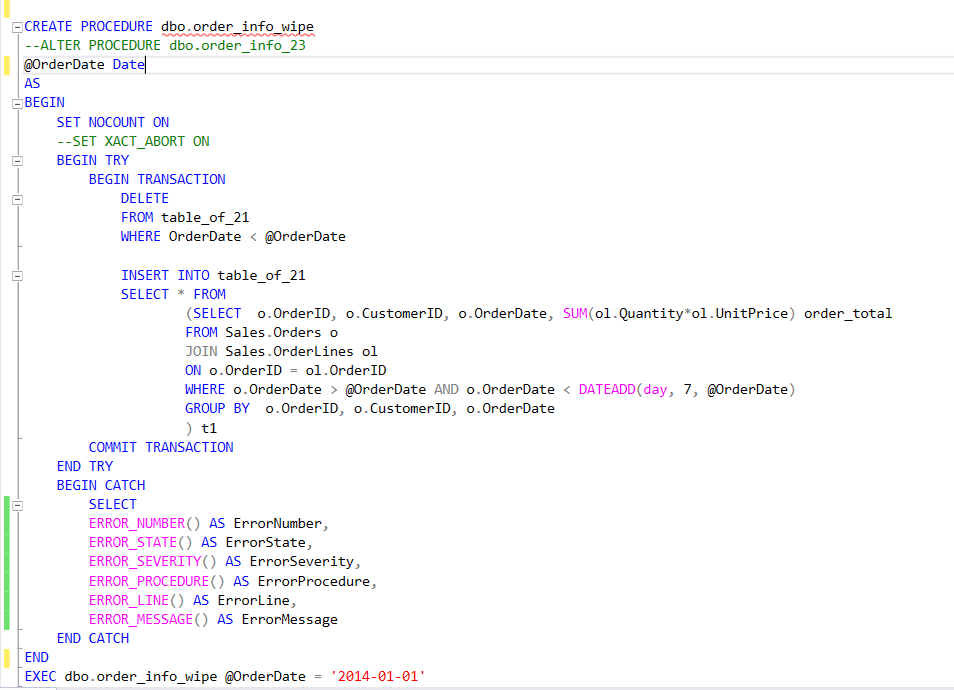 CREATE PROCEDURE dbo.order_info_wipe
--ALTER PROCEDURE dbo.order_info_23
@OrderDate Date
AS
BEGIN
SET NOCOUNT ON
--SET XACT_ABORT ON
BEGIN TRY
BEGIN TRANSACTION
DELETE
FROM table_of_21
WHERE OrderDate < @OrderDate
INSERT INTO table_of_21
SELECT * FROM
(SELECT  o.OrderID, o.CustomerID, o.OrderDate, SUM(ol.Quantity*ol.UnitPrice) order_total
FROM Sales.Orders o
JOIN Sales.OrderLines ol
ON o.OrderID = ol.OrderID
WHERE o.OrderDate > @OrderDate AND o.OrderDate < DATEADD(day, 7, @OrderDate)
GROUP BY  o.OrderID, o.CustomerID, o.OrderDate
) t1
COMMIT TRANSACTION
END TRY
BEGIN CATCH
SELECT
ERROR_NUMBER() AS ErrorNumber,
ERROR_STATE() AS ErrorState,
ERROR_SEVERITY() AS ErrorSeverity,
ERROR_PROCEDURE() AS ErrorProcedure,
ERROR_LINE() AS ErrorLine,
ERROR_MESSAGE() AS ErrorMessage
END CATCH
END
EXEC dbo.order_info_wipe @OrderDate = '2014-01-01'